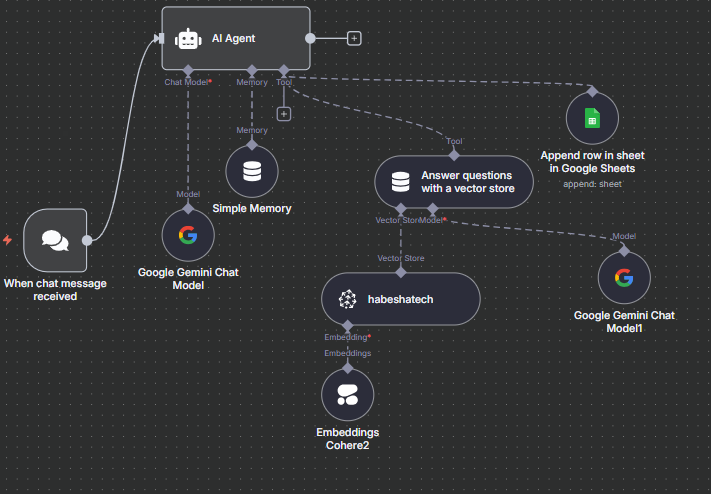 AI Agent
Chat Model*
Memory
Tool
Memory
Simple Memory
Model
Google Gemini Chat
Model
When chat message
received
Tool
Answer questions
with a vector store
Vector Store
Model*
Append row in sheet
in Google Sheets
append: sheet
Model
Google Gemini Chat
Model1
Vector Store
habeshatech
Embedding*
Embeddings
Embeddings
Cohere2